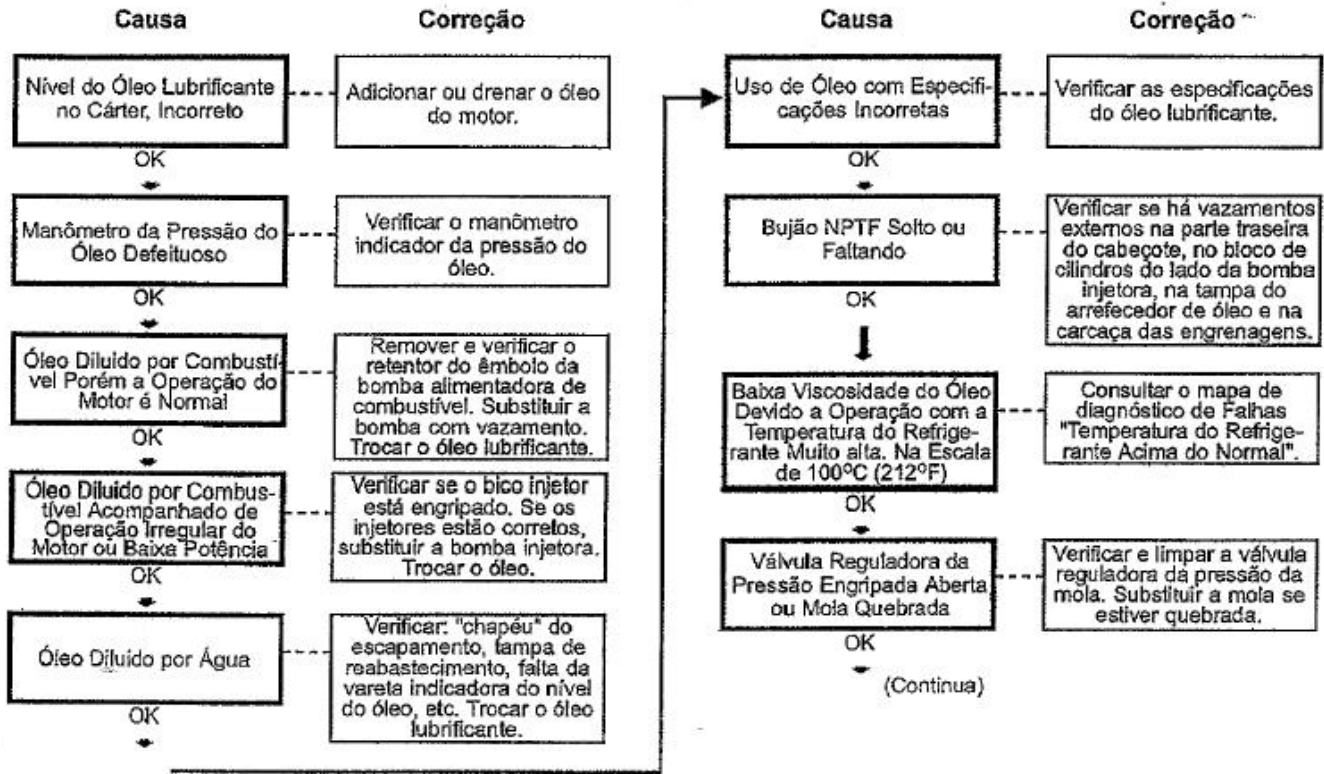 Causa
Correção
Nível do Óleo Lubrificante
no Cárter, Incorreto
Adicionar ou drenar o óleo
do motor.
OK
Manômetro da Pressão do
Óleo Defeituoso
Verificar o manômetro
indicador da pressão do
óleo.
OK
Óleo Diluído por Combustí-
vel Porém a Operação do
Motor é Normal
Remover e verificar o
retentor do êmbolo da
bomba alimentadora de
combustível. Substituir a
bomba com vazamento.
Trocar o óleo lubrificante.
OK
Óleo Diluído por Combus-
tível Acompanhado de
Operação Irregular do
Motor ou Baixa Potência
Verificar se o bico injetor
está engripado. Se os
injetores estão corretos,
substituir a bomba injetora.
Trocar o óleo.
OK
Óleo Diluído por Água
Verificar: "chapéu" do
escapamento, tampa de
reabastecimento, falta da
vareta indicadora do nível
do óleo, etc. Trocar o óleo
lubrificante.
OK
Causa
Correção
Uso de Óleo com Especifi-
cações Incorretas
Verificar as especificações
do óleo lubrificante.
OK
Bujão NPTF Solto ou
Faltando
Verificar se há vazamentos
externos na parte traseira
do cabeçote, no bloco de
cilindros do lado da bomba
injetora, na tampa do
arrefecedor de óleo e na
carcaça das engrenagens.
OK
Baixa Viscosidade do Óleo
Devido a Operação com a
Temperatura do Refrige-
rante Muito alta. Na Escala
de 100ºC (212ºF)
Consultar o mapa de
diagnóstico de Falhas
"Temperatura do Refrige-
rante Acima do Normal".
OK
Válvula Reguladora da
Pressão Engripada Aberta
ou Mola Quebrada
Verificar e limpar a válvula
reguladora da pressão da
mola. Substituir a mola se
estiver quebrada.
OK
(Continua)